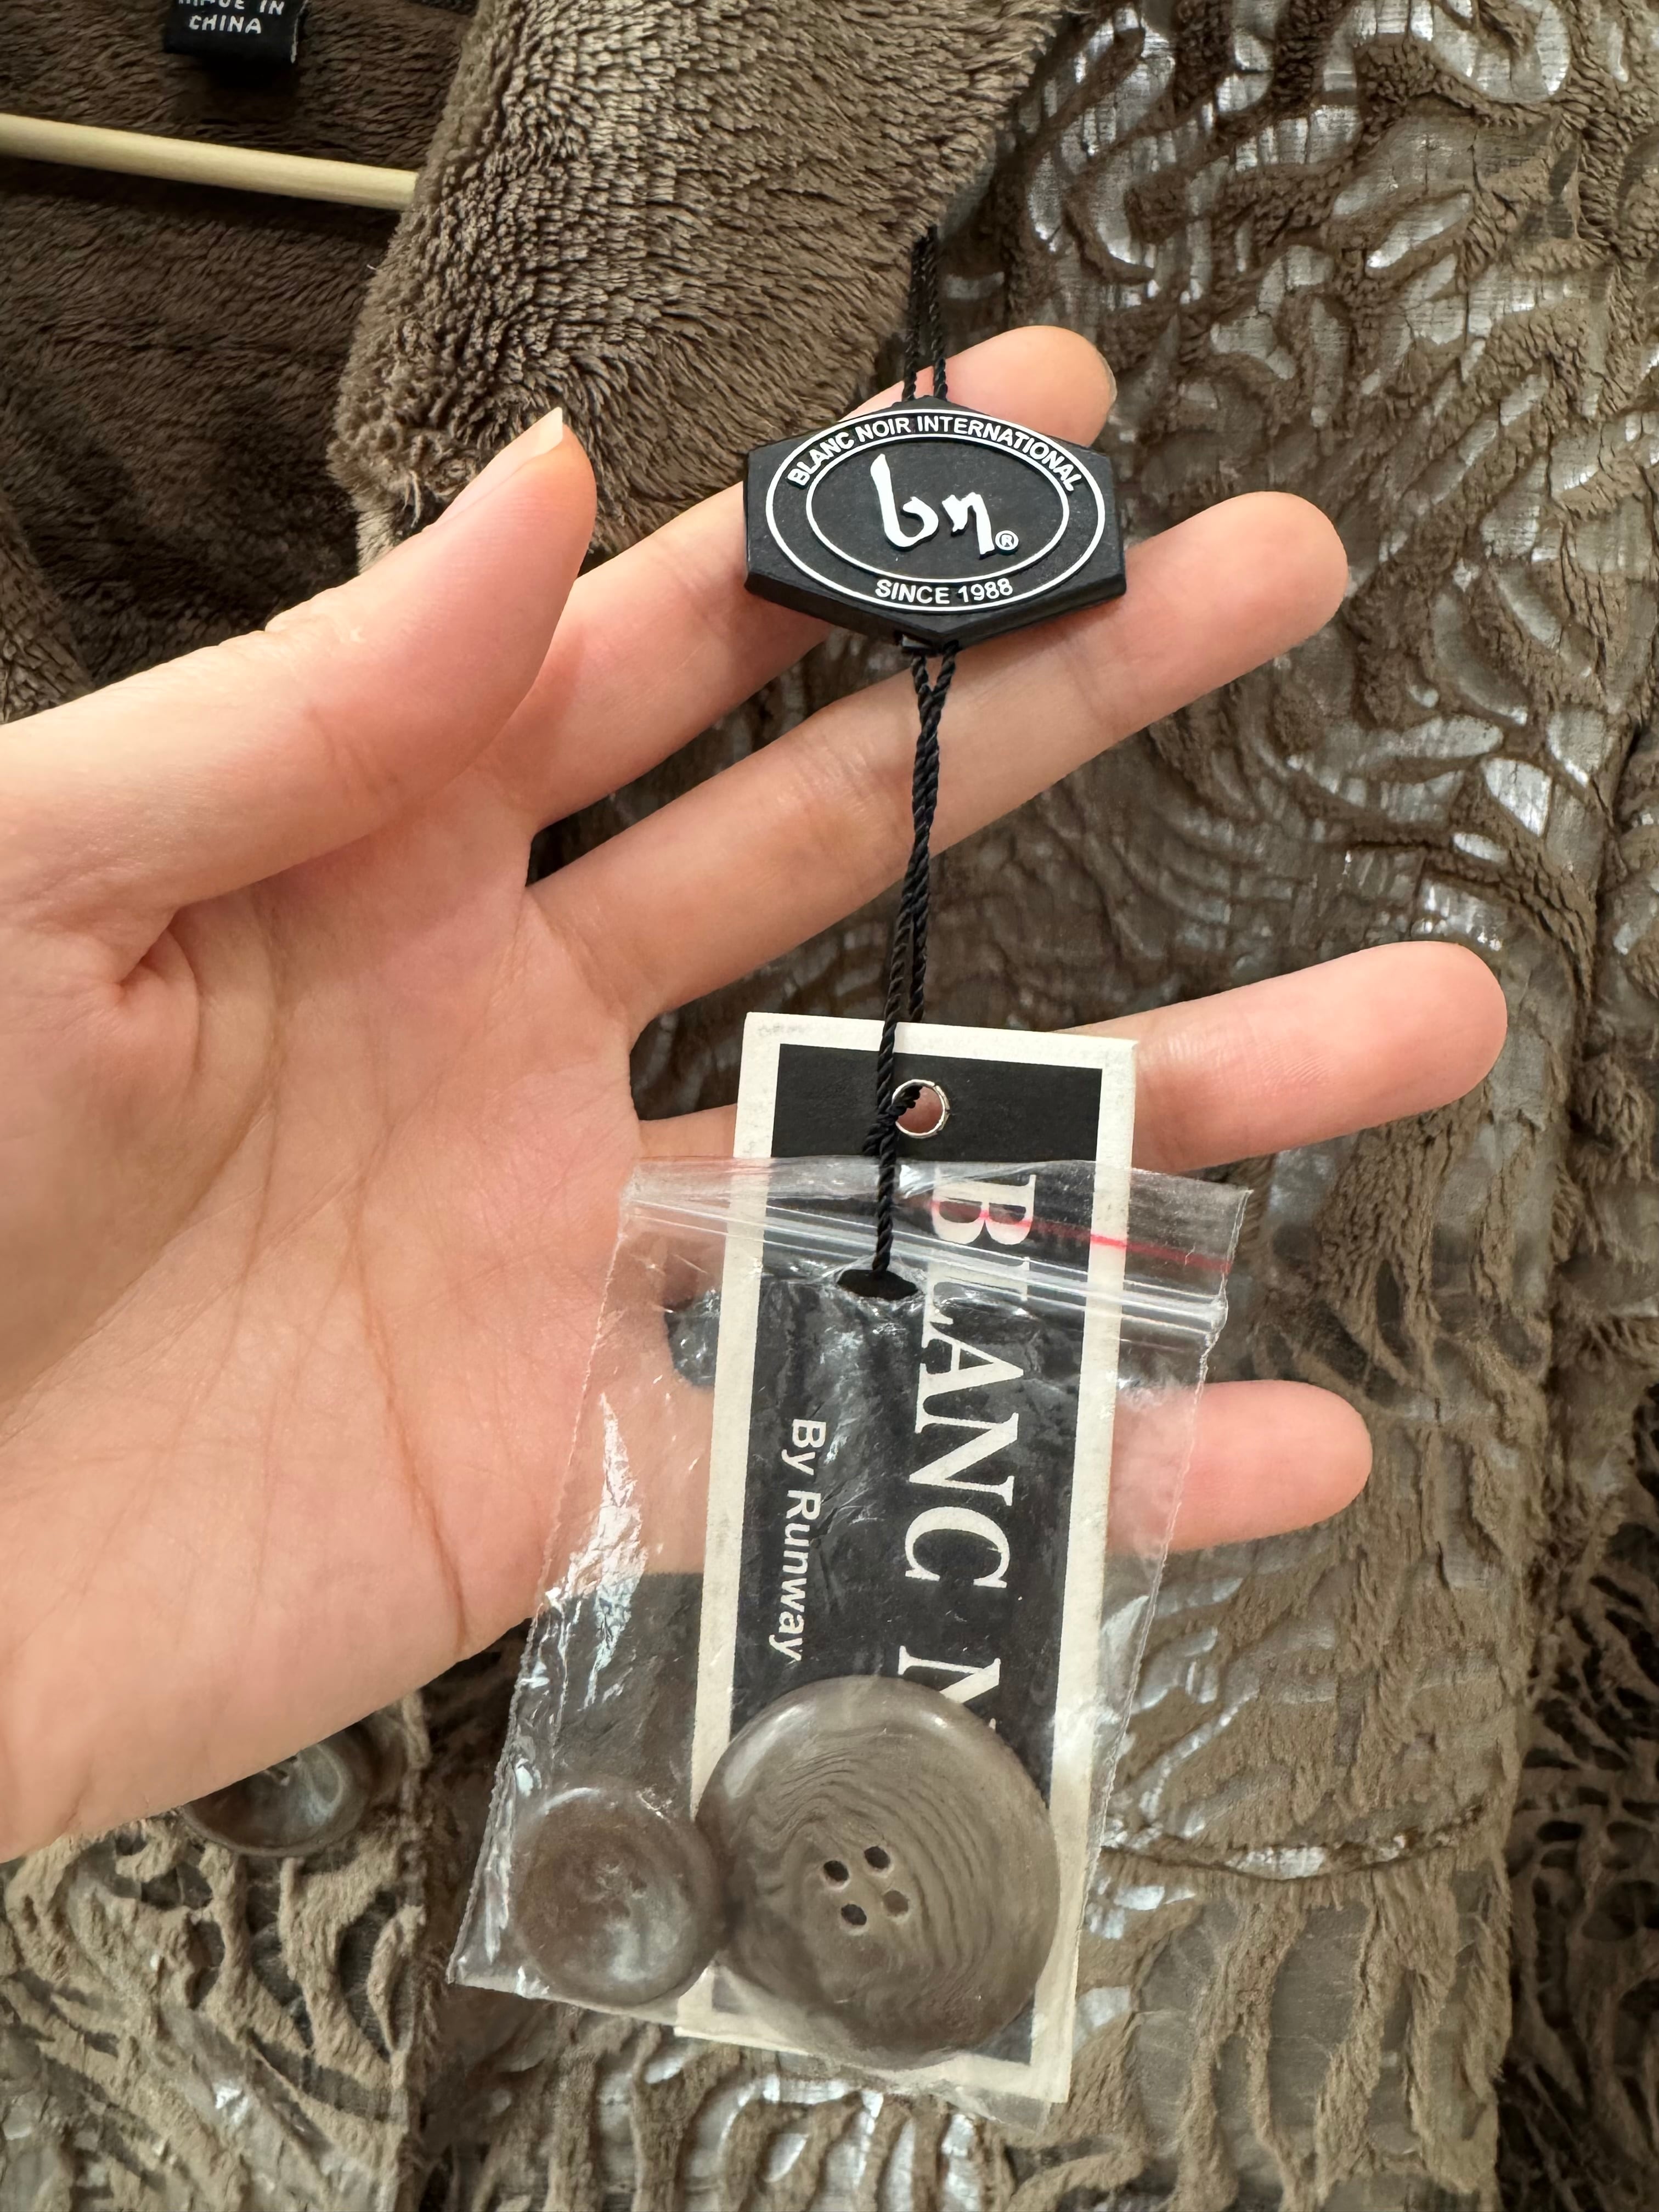 MADE IN
CHINA
BLANC NOIR INTERNATIONAL
bn®
SINCE 1988
BLANC N
By Runway